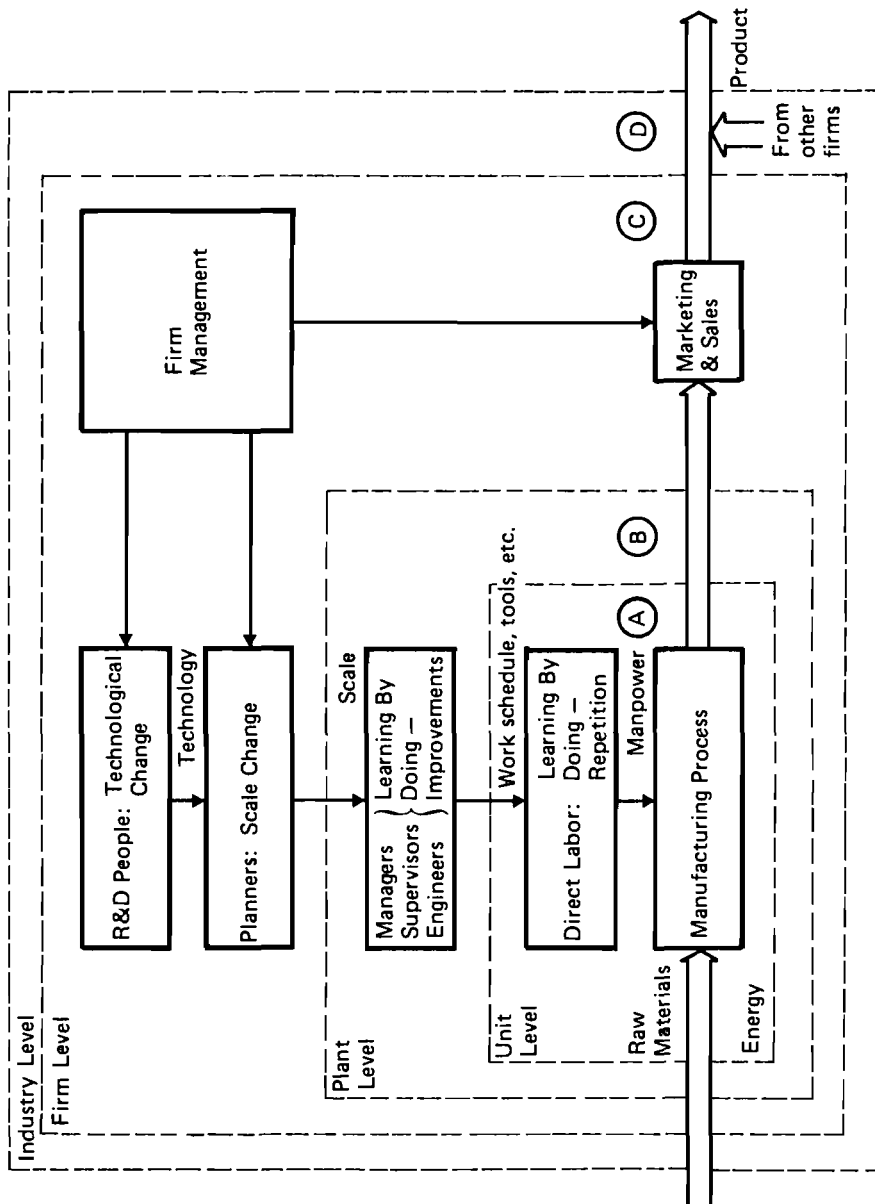 Industry Level
Firm Level
R&D People: Technological
Change
Technology
Planners: Scale Change
Firm
Management
Plant
Level
Scale
Managers
Supervisors
Engineers
Learning By
Doing —
Improvements
Unit
Level
Work schedule, tools, etc.
Direct Labor:
Learning By
Doing —
Repetition
Manpower
Raw
Materials
Energy
Manufacturing Process
A
B
Marketing
& Sales
C
D
Product
From
other
firms